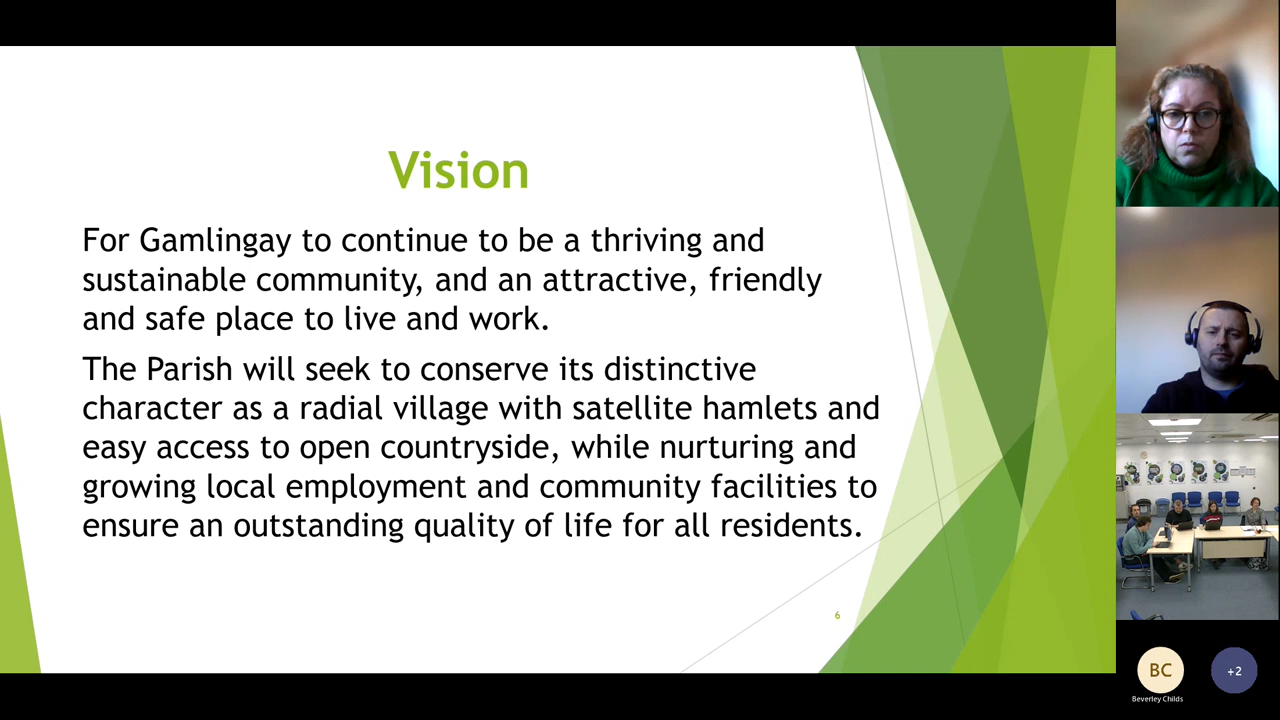 Vision
For Gamlingay to continue to be a thriving and
sustainable community, and an attractive, friendly
and safe place to live and work.
The Parish will seek to conserve its distinctive
character as a radial village with satellite hamlets and
easy access to open countryside, while nurturing and
growing local employment and community facilities to
ensure an outstanding quality of life for all residents.
6
BC
+2
Beverley Childs